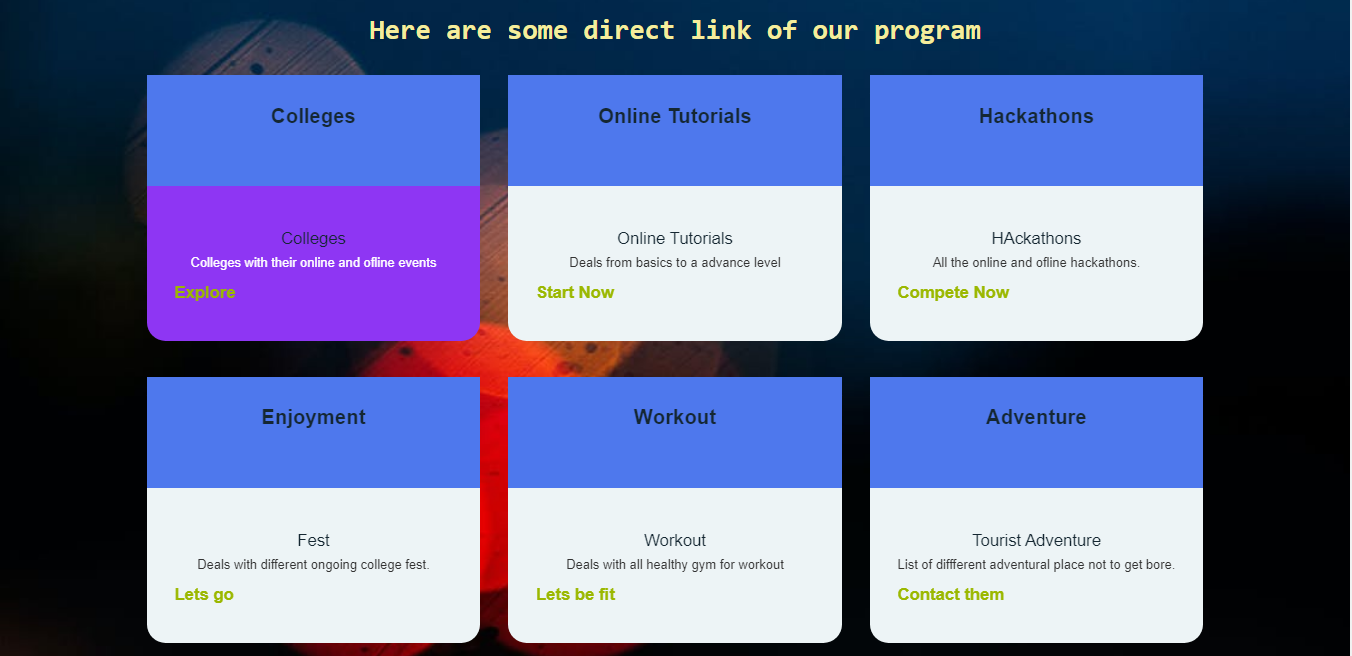 Here are some direct link of our program
Colleges
Online Tutorials
Hackathons
Colleges
Colleges with their online and ofline events
Explore
Online Tutorials
Deals from basics to a advance level
Start Now
HAckathons
All the online and ofline hackathons.
Compete Now
Enjoyment
Workout
Adventure
Fest
Deals with different ongoing college fest.
Lets go
Workout
Deals with all healthy gym for workout
Lets be fit
Tourist Adventure
List of diffferent adventural place not to get bore.
Contact them